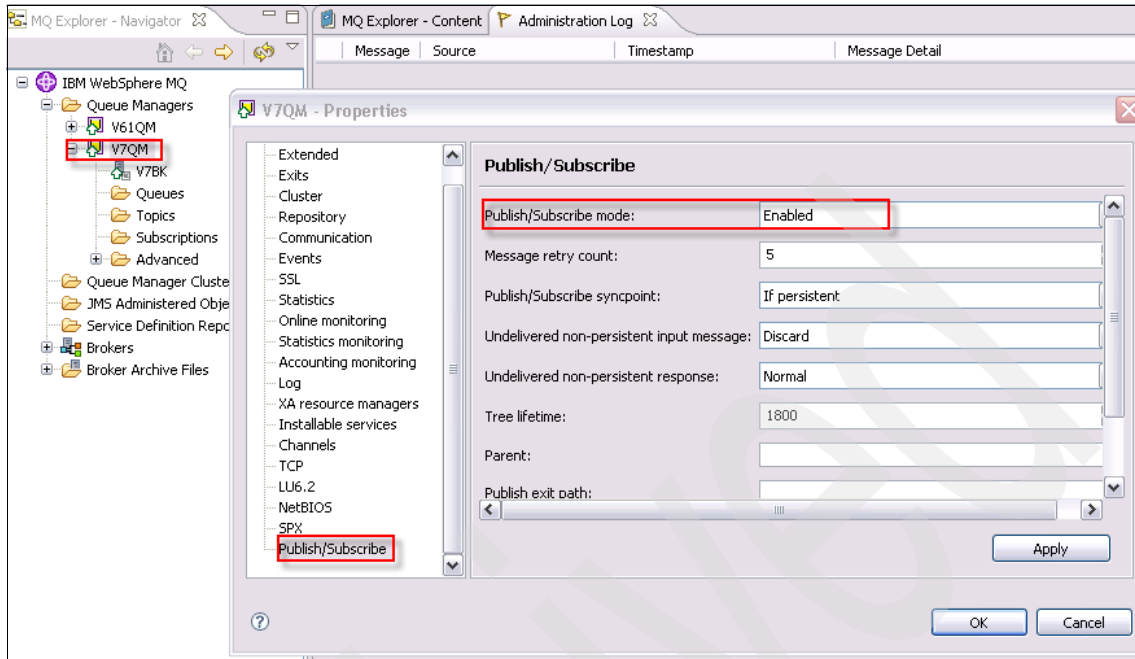 MQ Explorer - Navigator
MQ Explorer - Content
Administration Log
Message Source Timestamp Message Detail
IBM WebSphere MQ
Queue Managers
V61QM
V7QM
V7BK
Queues
Topics
Subscriptions
Advanced
Queue Manager Cluste
JMS Administered Obje
Service Definition Repo
Brokers
Broker Archive Files
V7QM - Properties
Extended
Exits
Cluster
Repository
Communication
Events
SSL
Statistics
Online monitoring
Statistics monitoring
Accounting monitoring
Log
XA resource managers
Installable services
Channels
TCP
LU6.2
NetBIOS
SPX
Publish/Subscribe
Publish/Subscribe
Publish/Subscribe mode: Enabled
Message retry count: 5
Publish/Subscribe syncpoint: If persistent
Undelivered non-persistent input message: Discard
Undelivered non-persistent response: Normal
Tree lifetime: 1800
Parent:
Publish exit path:
Apply
OK Cancel